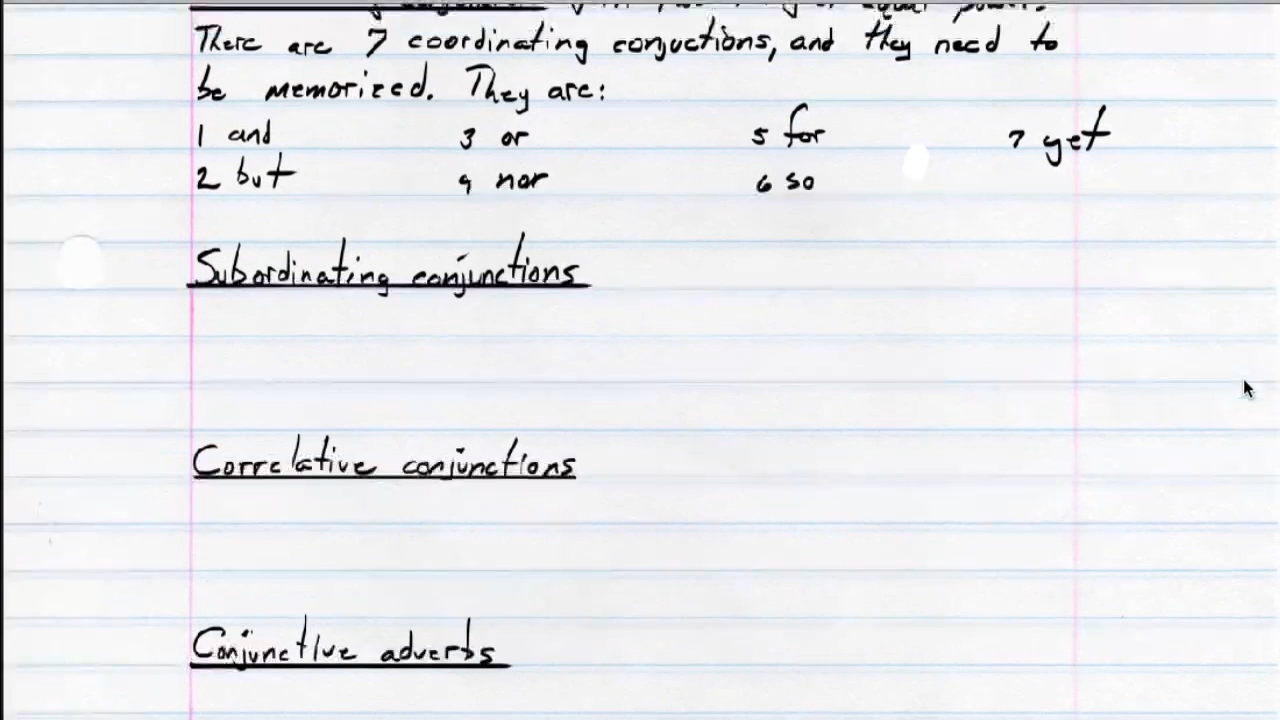 There are 7 coordinating conjuctions, and they need to
be memorized. They are:
1 and 3 or 5 for 7 yet
2 but 4 nor 6 so
Subordinating conjunctions
Correlative conjunctions
Conjunctive adverbs